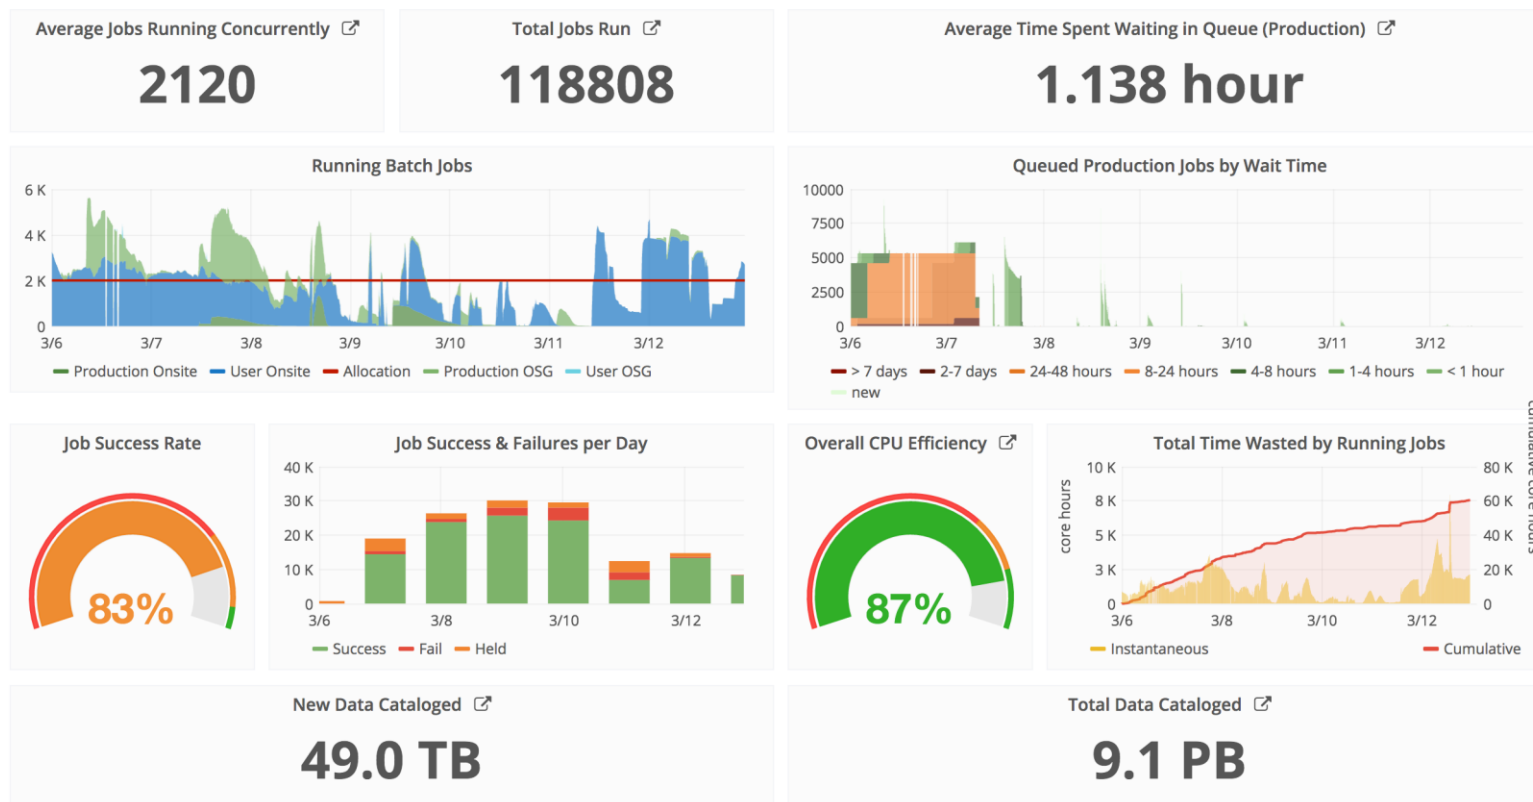 Average Jobs Running Concurrently
2120
Total Jobs Run
118808
Average Time Spent Waiting in Queue (Production)
1.138 hour
Running Batch Jobs
6 K
4 K
2 K
0
3/6 3/7 3/8 3/9 3/10 3/11 3/12
Production Onsite User Onsite Allocation Production OSG User OSG
Queued Production Jobs by Wait Time
10000
7500
5000
2500
0
3/6 3/7 3/8 3/9 3/10 3/11 3/12
> 7 days 2-7 days 24-48 hours 8-24 hours 4-8 hours 1-4 hours < 1 hour
new
Job Success Rate
83%
Job Success & Failures per Day
40 K
30 K
20 K
10 K
0
3/6 3/8 3/10 3/12
Success Fail Held
Overall CPU Efficiency
87%
Total Time Wasted by Running Jobs
core hours
10 K
8 K
5 K
3 K
0
80 K
60 K
40 K
20 K
0
cumulative core hours
3/6 3/8 3/10 3/12
Instantaneous Cumulative
New Data Cataloged
49.0 TB
Total Data Cataloged
9.1 PB